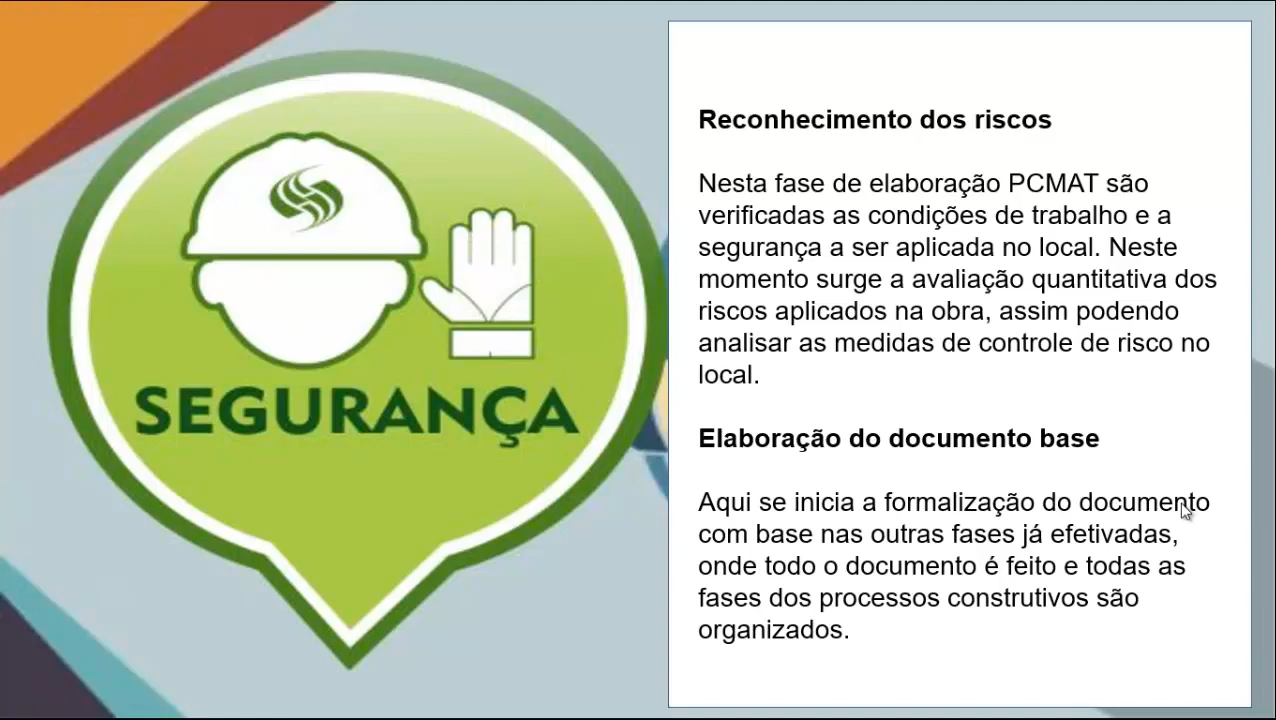 SEGURANÇA
Reconhecimento dos riscos
Nesta fase de elaboração PCMAT são
verificadas as condições de trabalho e a
segurança a ser aplicada no local. Neste
momento surge a avaliação quantitativa dos
riscos aplicados na obra, assim podendo
analisar as medidas de controle de risco no
local.
Elaboração do documento base
Aqui se inicia a formalização do documento
com base nas outras fases já efetivadas,
onde todo o documento é feito e todas as
fases dos processos construtivos são
organizados.